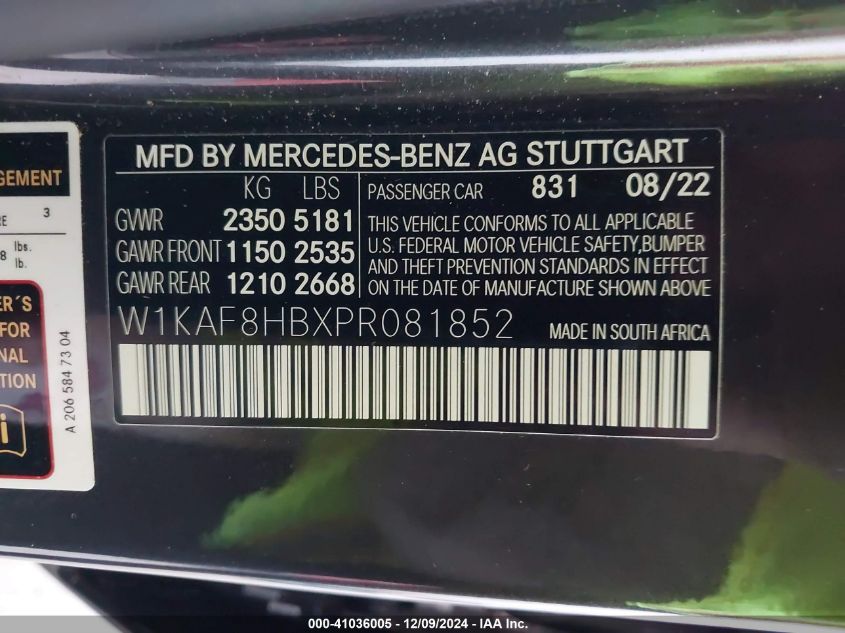 MFD BY MERCEDES-BENZ AG STUTTGART
KG LBS
GVWR 2350 5181
GAWR FRONT 1150 2535
GAWR REAR 1210 2668
PASSENGER CAR 831 08/22
THIS VEHICLE CONFORMS TO ALL APPLICABLE
U.S. FEDERAL MOTOR VEHICLE SAFETY,BUMPER
AND THEFT PREVENTION STANDARDS IN EFFECT
ON THE DATE OF MANUFACTURE SHOWN ABOVE
W1KAF8HBXPR081852 MADE IN SOUTH AFRICA
GEMENT
RE 3
8 lbs.
lb.
R´S
FOR
NAL
TION
i
A 206 584 73 04
000-41036005 - 12/09/2024 - IAA Inc.